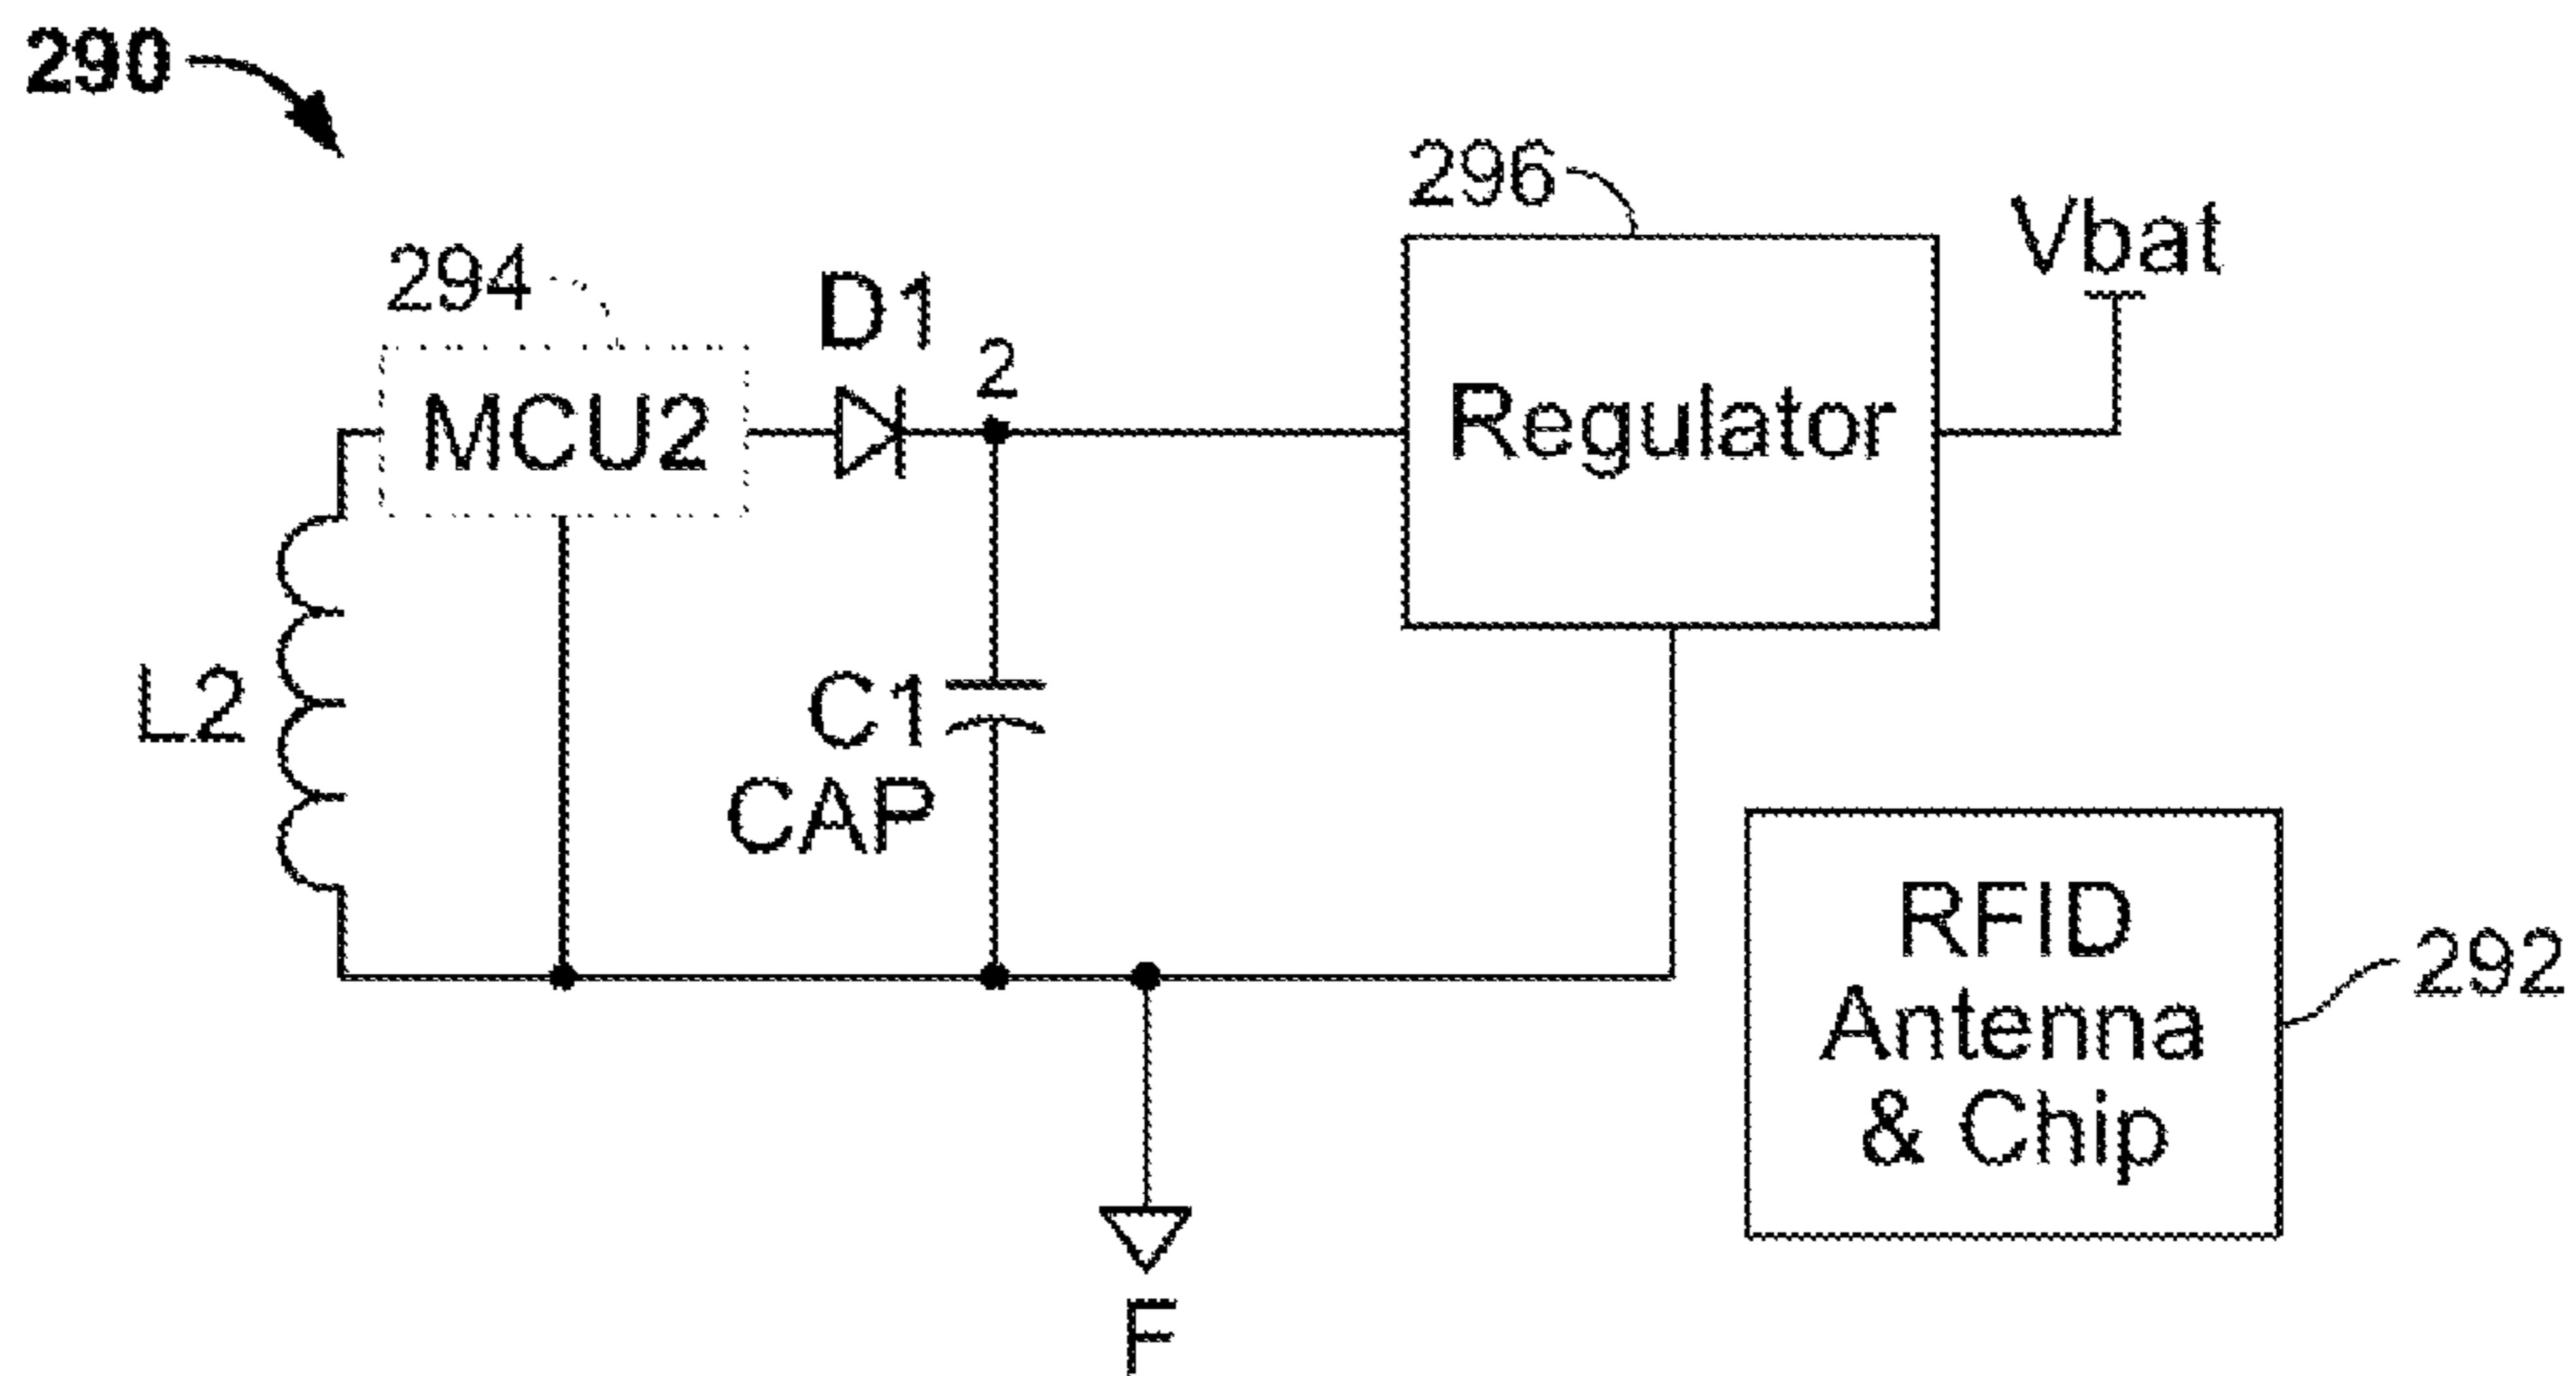 290
296
Vbat
294
D1
2
MCU2
Regulator
L2
C1
CAP
RFID
Antenna
& Chip
292
F